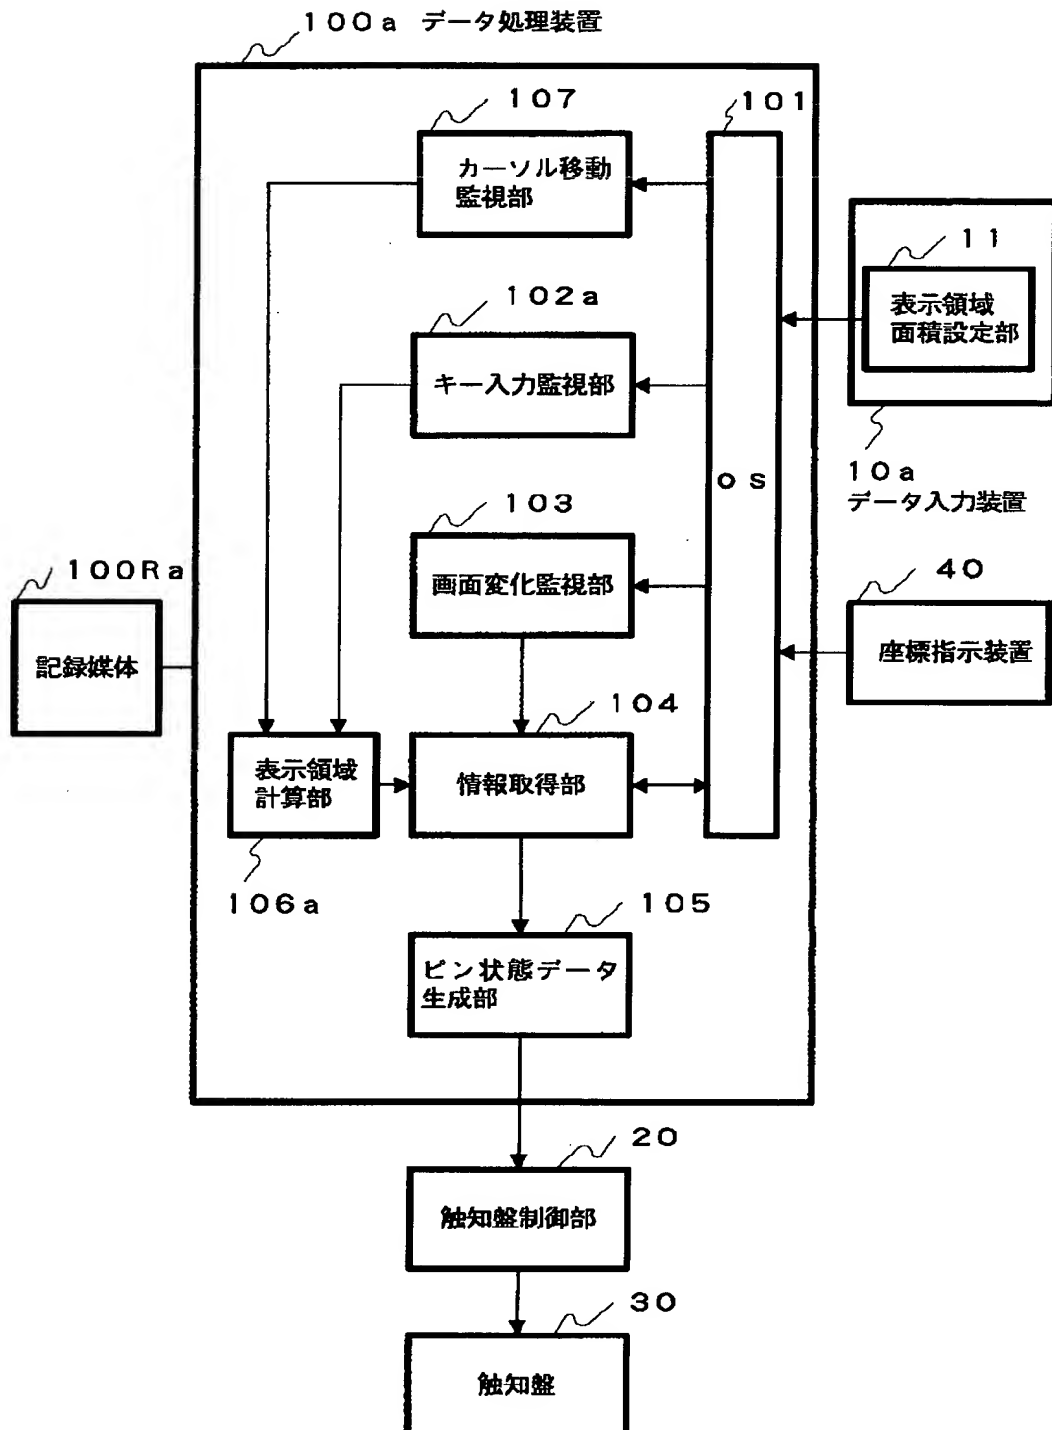 100a データ処理装置
107
101
カーソル移動
監視部
11
表示領域
面積設定部
102a
キー入力監視部
10a
データ入力装置
OS
103
画面変化監視部
100Ra
記録媒体
40
座標指示装置
104
表示領域
計算部
情報取得部
106a
105
ピン状態データ
生成部
20
触知盤制御部
30
触知盤